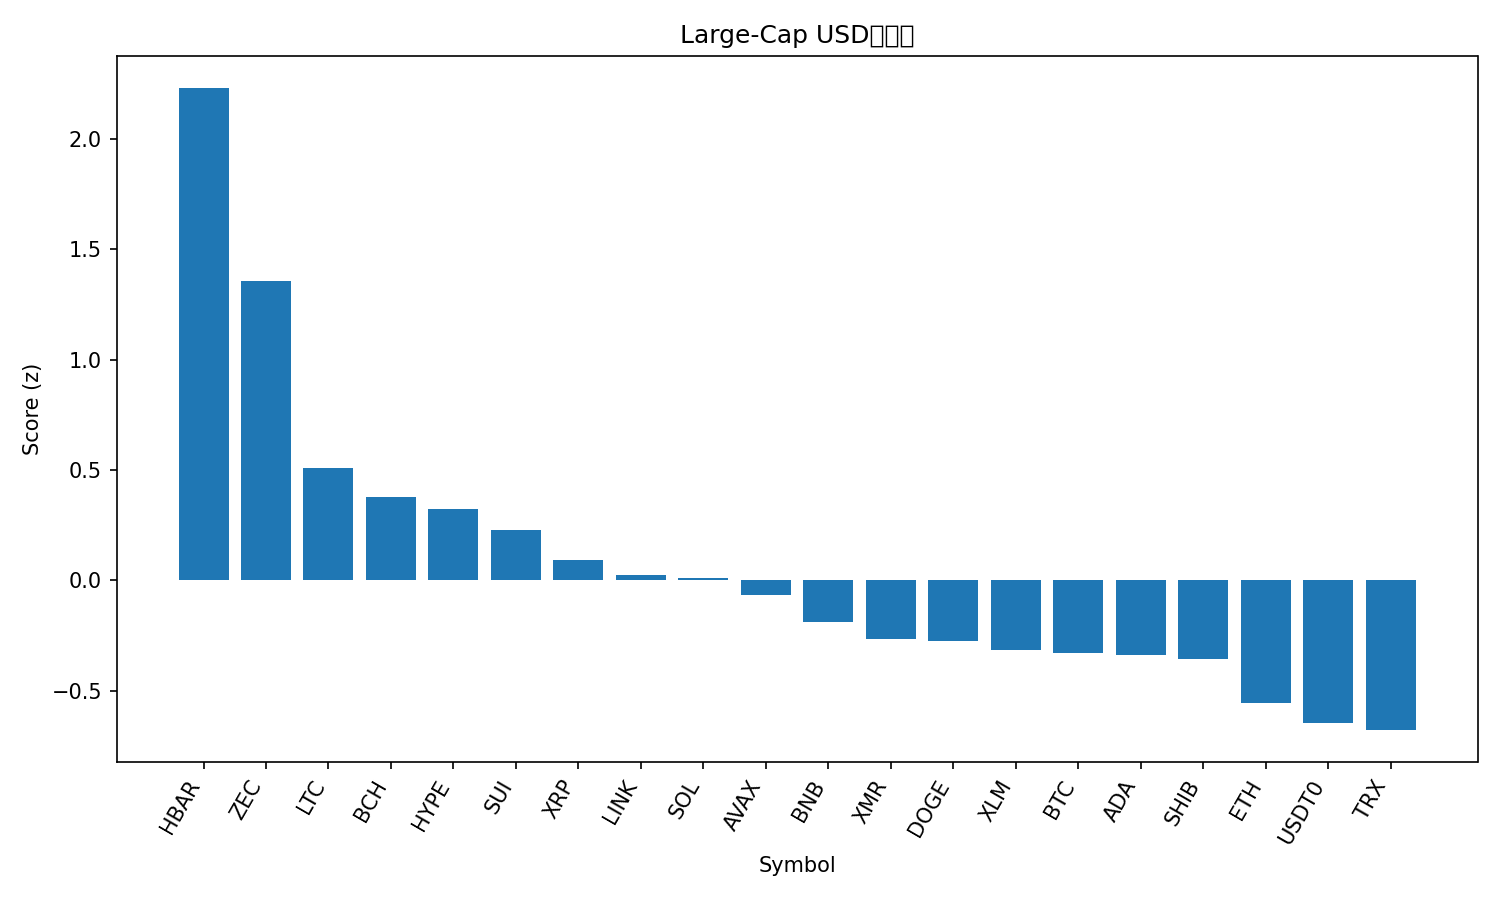 Large-Cap USD
2.0
1.5
1.0
0.5
0.0
−0.5
Score (z)
HBAR
ZEC
LTC
BCH
HYPE
SUI
XRP
LINK
SOL
AVAX
BNB
XMR
DOGE
XLM
BTC
ADA
SHIB
ETH
USDT0
TRX
Symbol